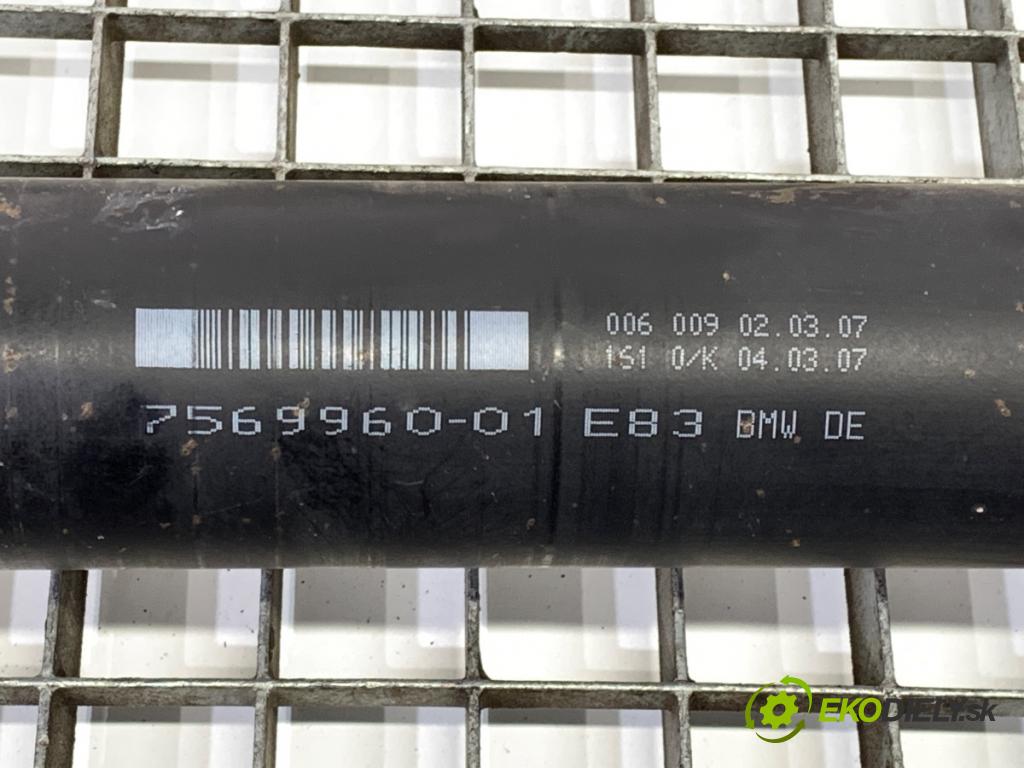 006 009 02.03.07
1S1 0/K 04.03.07
7569960-01 E83 BMW DE
EKODIELY.sk